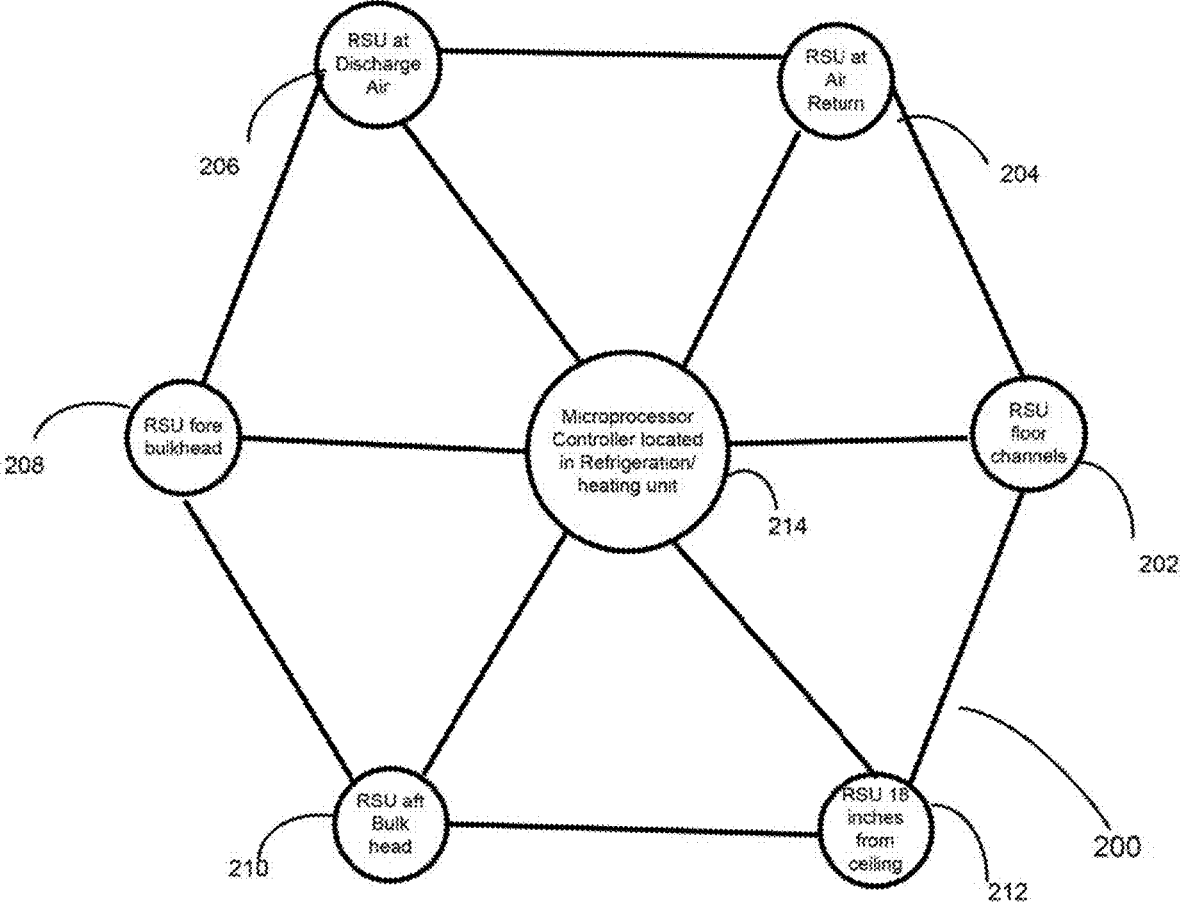 RSU at
Discharge
Air
RSU at
Air
Return
206
204
RSU fore
bulkhead
208
Microprocessor
Controller located
in Refrigeration/
heating unit
214
RSU
floor
channels
202
RSU aft
Bulk
head
210
RSU 18
inches
from
ceiling
212
200